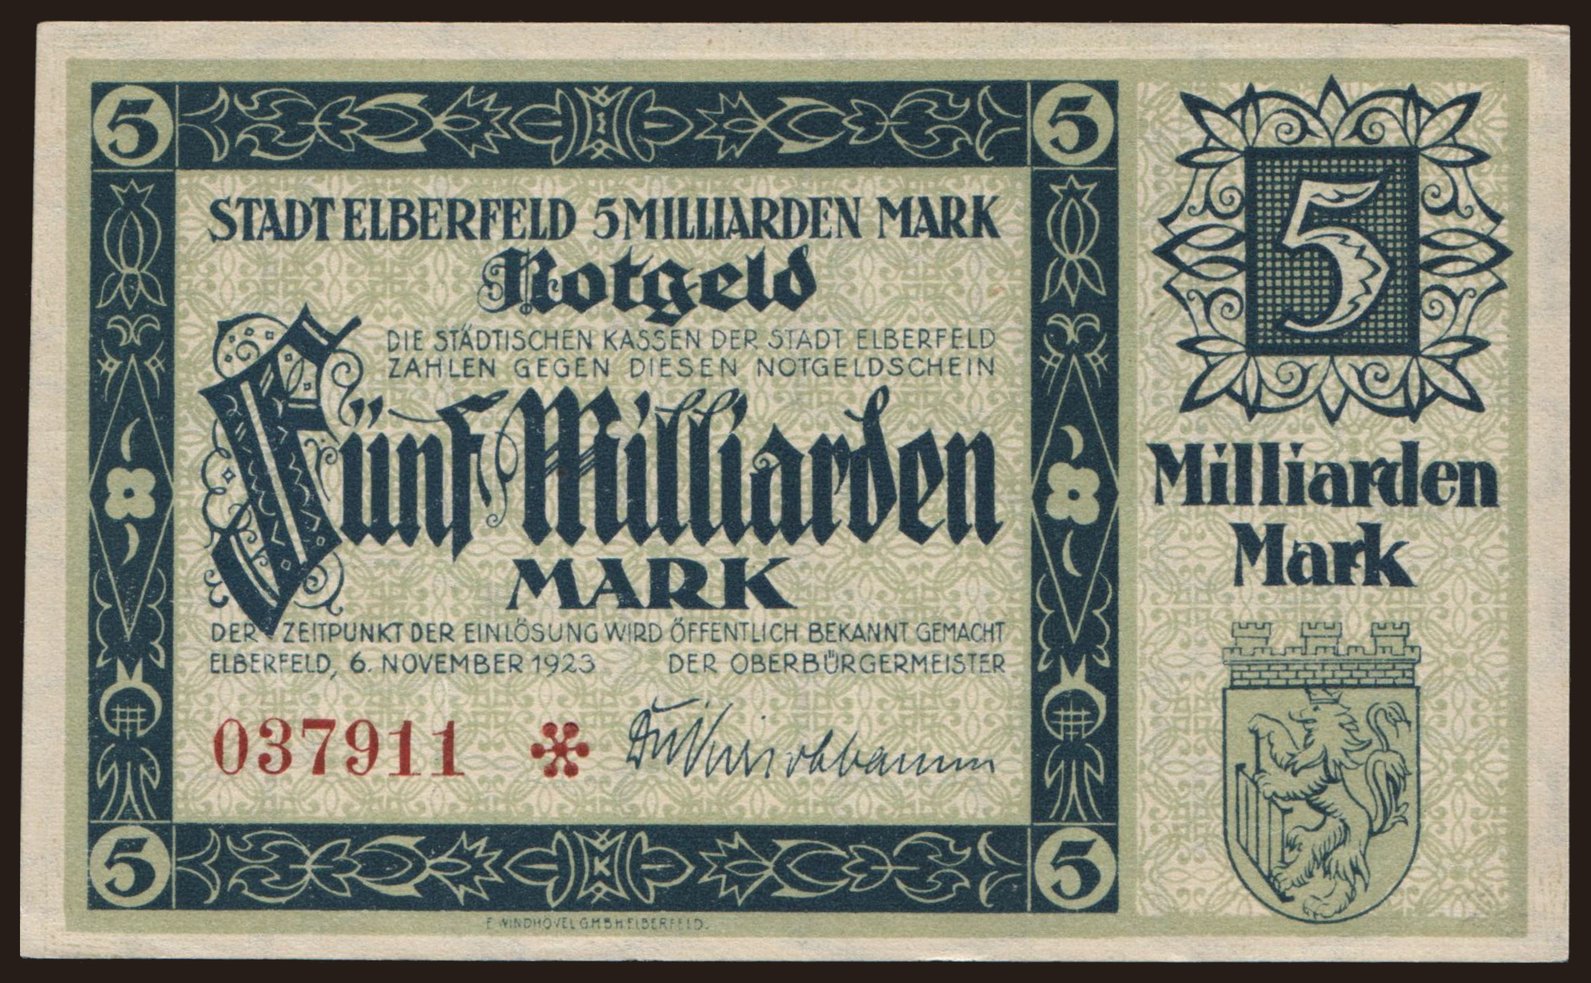 5 5
STADT ELBERFELD 5 MILLIARDEN MARK
Notgeld
DIE STÄDTISCHEN KASSEN DER STADT ELBERFELD
ZAHLEN GEGEN DIESEN NOTGELDSCHEIN
Fünf Milliarden
MARK
DER ZEITPUNKT DER EINLÖSUNG WIRD ÖFFENTLICH BEKANNT GEMACHT
ELBERFELD, 6. NOVEMBER 1923 DER OBERBÜRGERMEISTER
037911
5 5
F. WINDHÖVEL G.M.B.H. ELBERFELD.
5
Milliarden
Mark